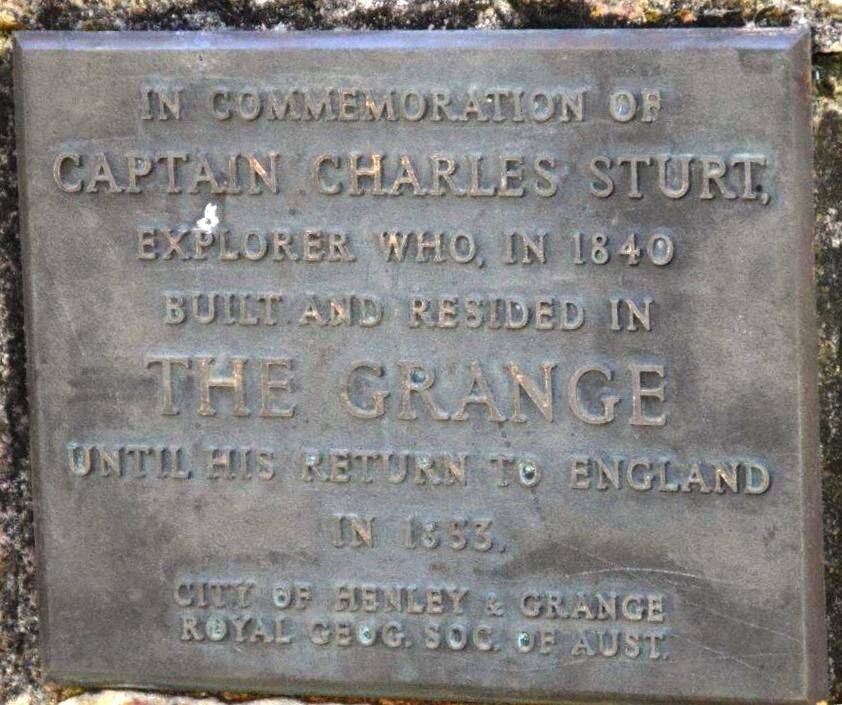 IN COMMEMORATION OF
CAPTAIN CHARLES STURT,
EXPLORER WHO, IN 1840
BUILT AND RESIDED IN
THE GRANGE
UNTIL HIS RETURN TO ENGLAND
IN 1853.
CITY OF HENLEY & GRANGE
ROYAL GEOG. SOC. OF AUST.